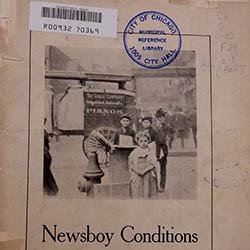 R00932 70369
CITY OF CHICAGO
MUNICIPAL
REFERENCE
LIBRARY
1005 CITY HALL
THE CABLE COMPANY
PIANOS
Newsboy Conditions